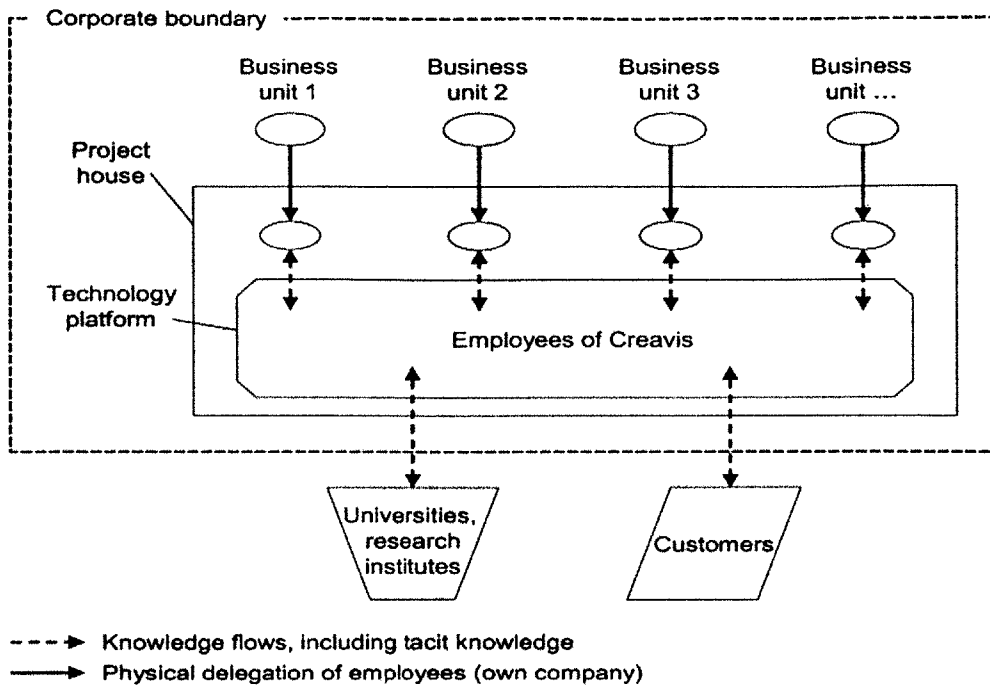 Corporate boundary
Business
unit 1
Business
unit 2
Business
unit 3
Business
unit ...
Project
house
Technology
platform
Employees of Creavis
Universities,
research
institutes
Customers
Knowledge flows, including tacit knowledge
Physical delegation of employees (own company)